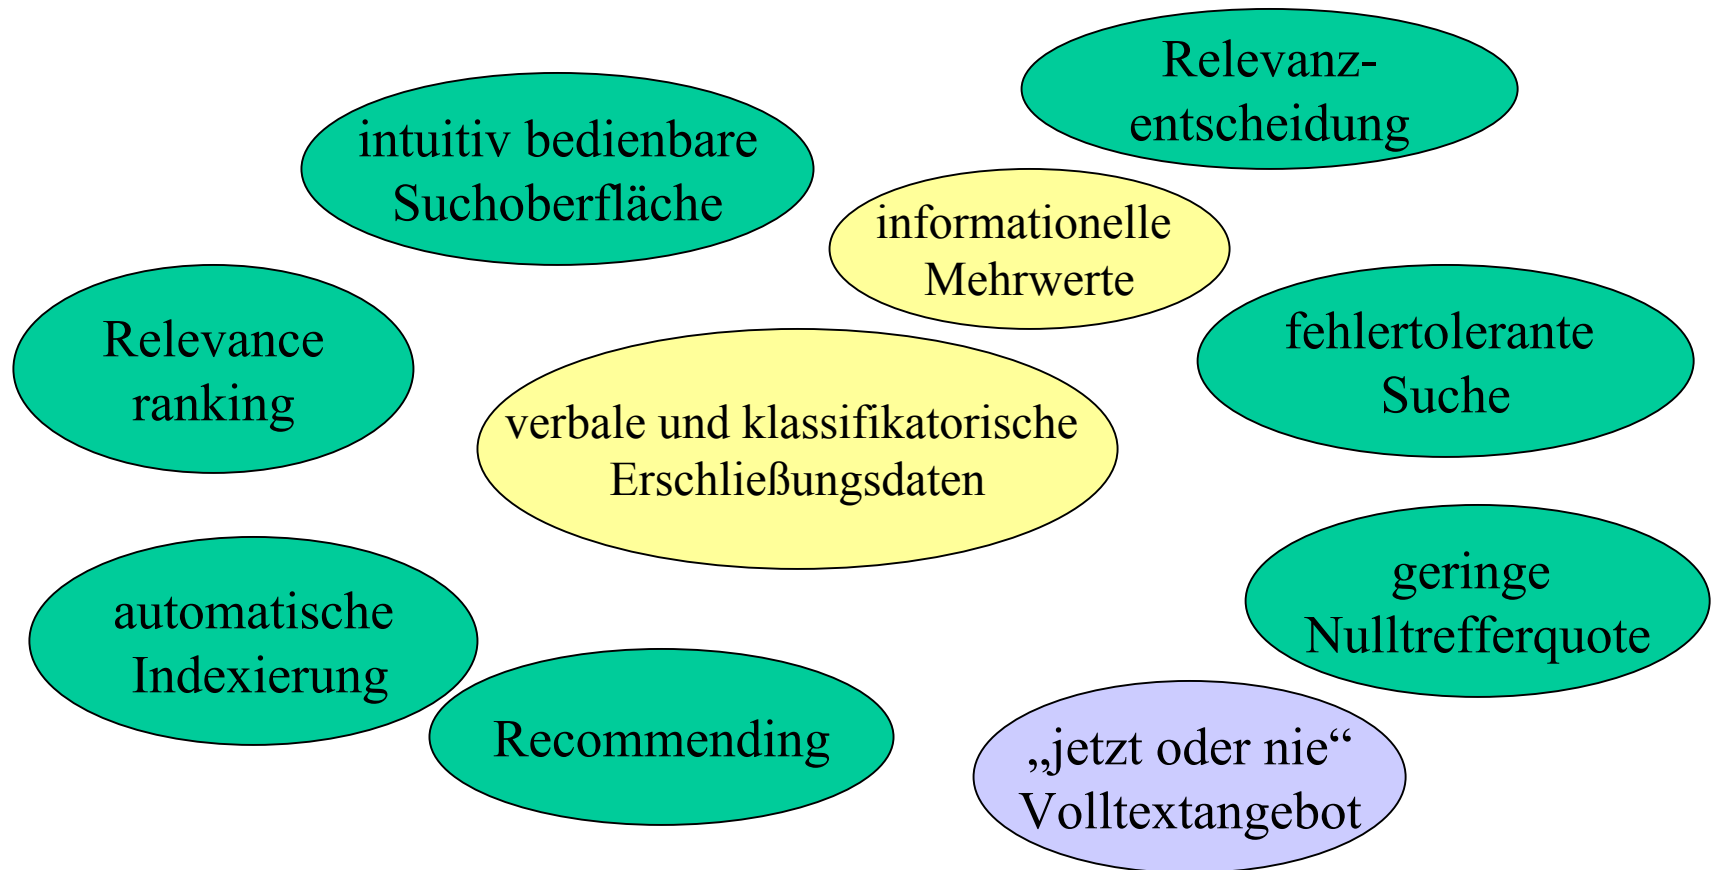 Relevanz-
entscheidung
intuitiv bedienbare
Suchoberfläche
informationelle
Mehrwerte
Relevance
ranking
fehlertolerante
Suche
verbale und klassifikatorische
Erschließungsdaten
automatische
Indexierung
geringe
Nulltrefferquote
Recommending
„jetzt oder nie“
Volltextangebot